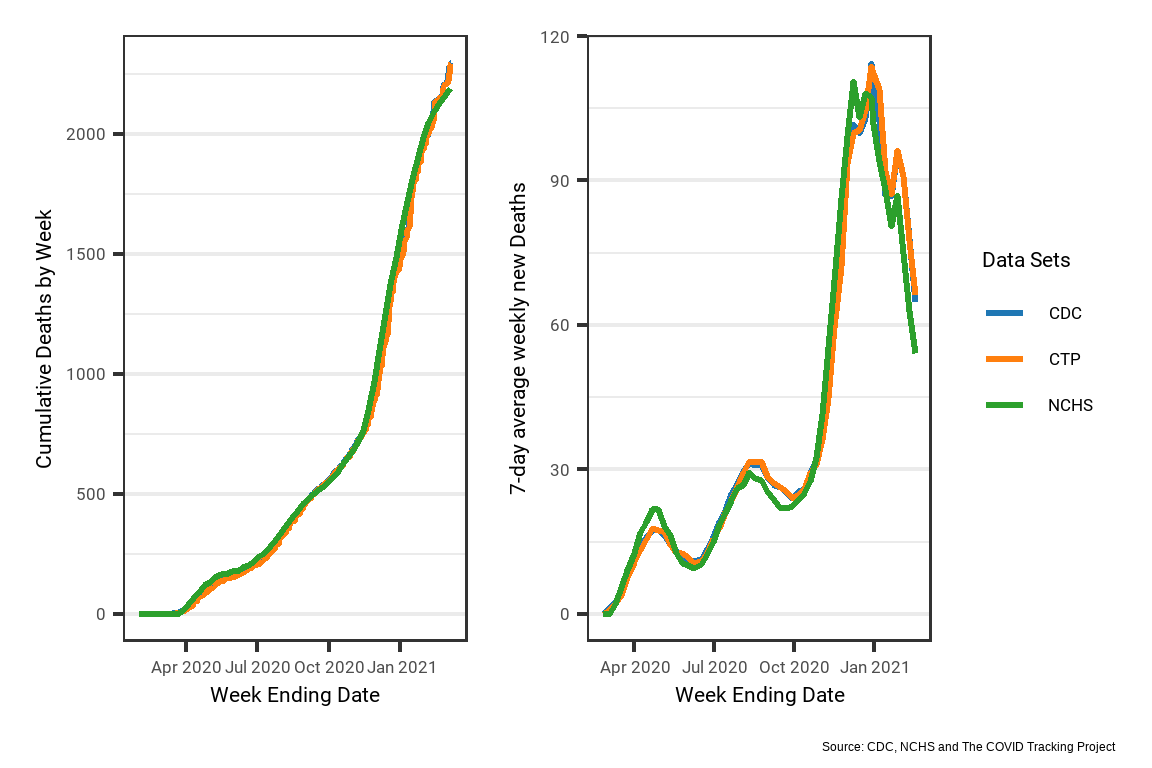 Cumulative Deaths by Week
2000
1500
1000
500
0
Apr 2020 Jul 2020 Oct 2020 Jan 2021
Week Ending Date
7-day average weekly new Deaths
120
90
60
30
0
Apr 2020 Jul 2020 Oct 2020 Jan 2021
Week Ending Date
Data Sets
CDC
CTP
NCHS
Source: CDC, NCHS and The COVID Tracking Project